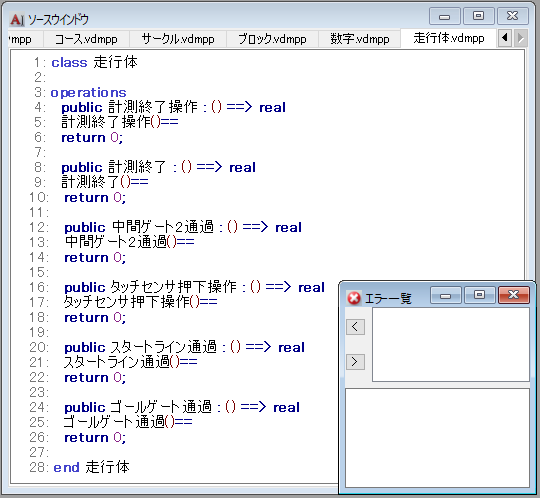 ソースウインドウ
vmpp コース.vdmpp サークル.vdmpp ブロック.vdmpp 数字.vdmpp 走行体.vdmpp
1: class 走行体
2:
3: operations
4: public 計測終了操作 : () ==> real
5: 計測終了操作()==
6: return 0;
7:
8: public 計測終了 : () ==> real
9: 計測終了()==
10: return 0;
11:
12: public 中間ゲート2通過 : () ==> real
13: 中間ゲート2通過()==
14: return 0;
15:
16: public タッチセンサ押下操作 : () ==> real
17: タッチセンサ押下操作()==
18: return 0;
19:
20: public スタートライン通過 : () ==> real
21: スタートライン通過()==
22: return 0;
23:
24: public ゴールゲート通過 : () ==> real
25: ゴールゲート通過()==
26: return 0;
27:
28: end 走行体
エラー一覧
<
>